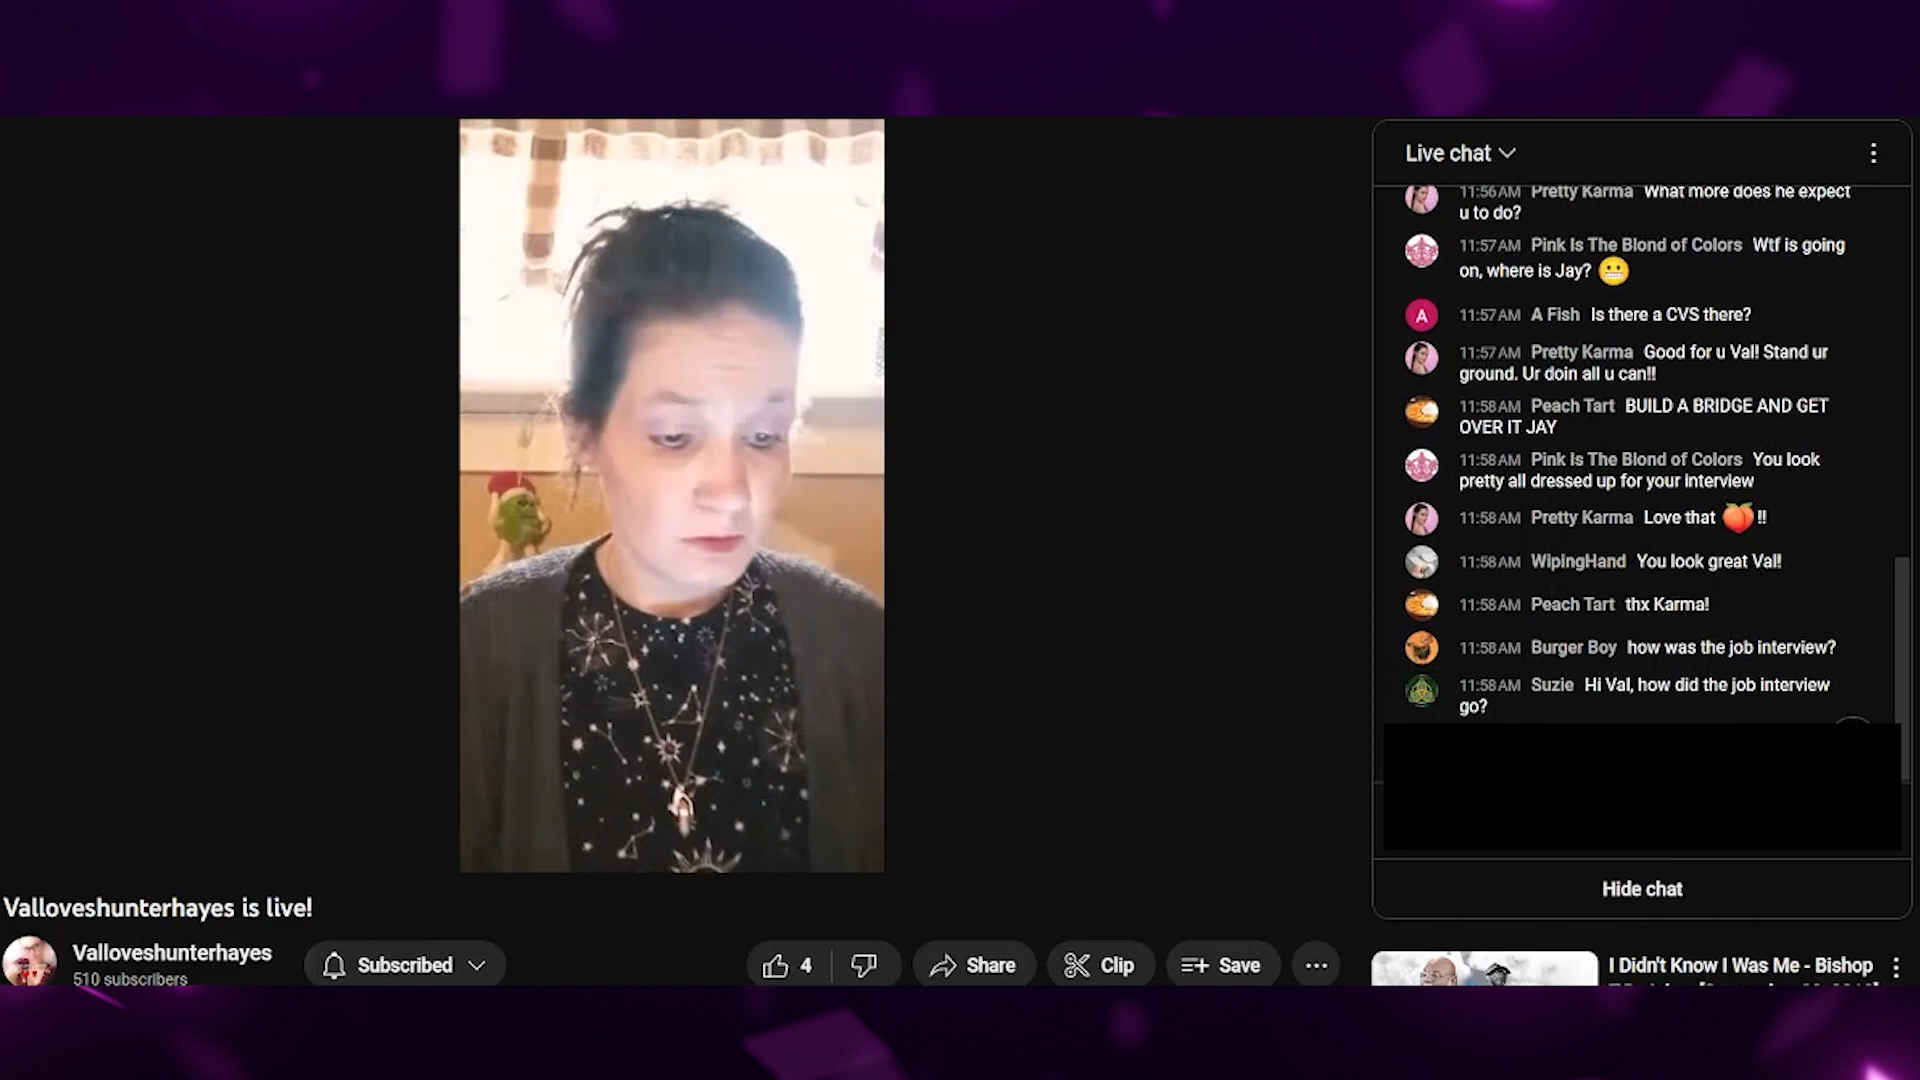 Live chat
11:56 AM Pretty Karma What more does he expect
u to do?
11:57 AM Pink Is The Blond of Colors Wtf is going
on, where is Jay? 😬
A
11:57 AM A Fish Is there a CVS there?
11:57 AM Pretty Karma Good for u Val! Stand ur
ground. Ur doin all u can!!
11:58 AM Peach Tart BUILD A BRIDGE AND GET
OVER IT JAY
11:58 AM Pink Is The Blond of Colors You look
pretty all dressed up for your interview
11:58 AM Pretty Karma Love that 🍑 !!
11:58 AM WipingHand You look great Val!
11:58 AM Peach Tart thx Karma!
11:58 AM Burger Boy how was the job interview?
11:58 AM Suzie Hi Val, how did the job interview
go?
Hide chat
Valloveshunterhayes is live!
Valloveshunterhayes
510 subscribers
Subscribed
4
Share
Clip
Save
I Didn't Know I Was Me - Bishop